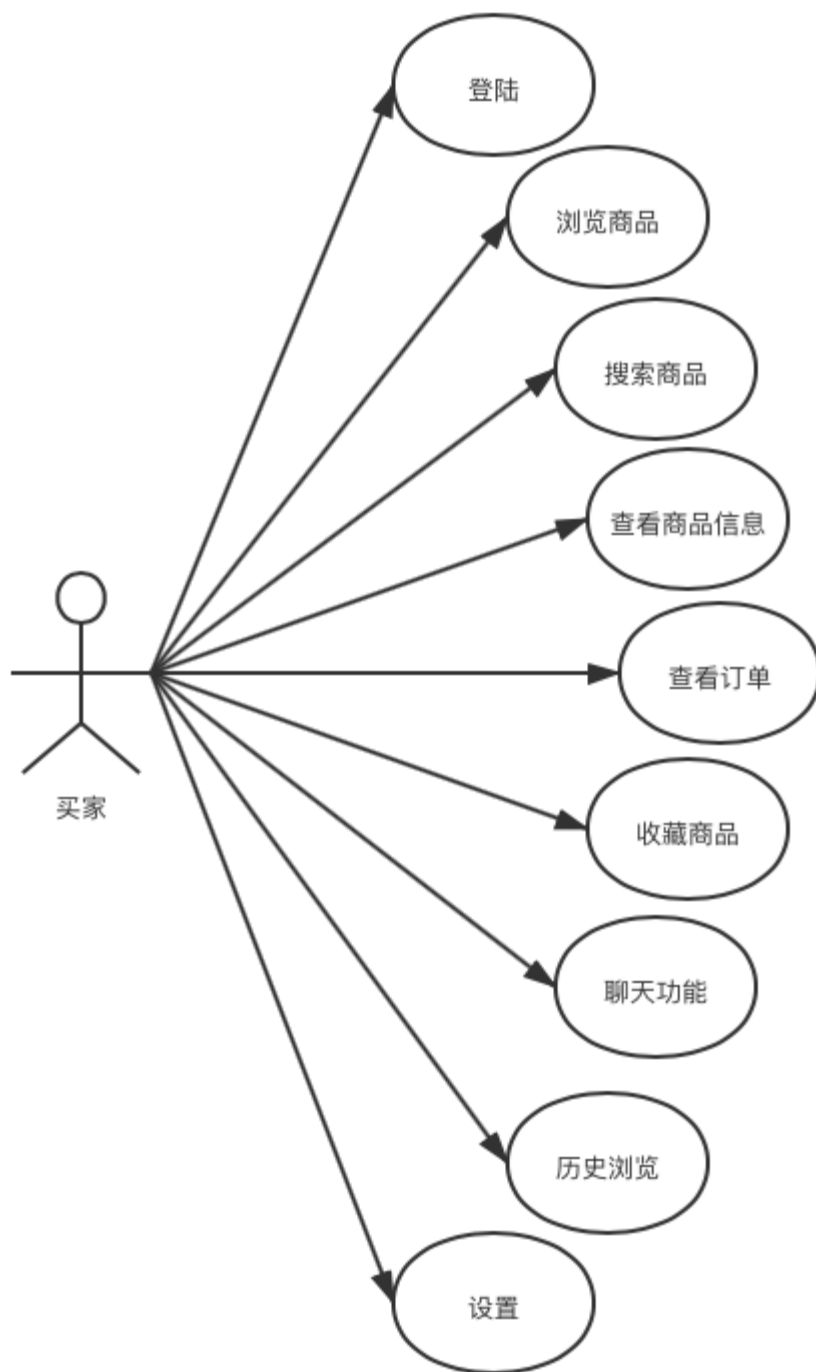 登陆
浏览商品
搜索商品
查看商品信息
查看订单
买家
收藏商品
聊天功能
历史浏览
设置